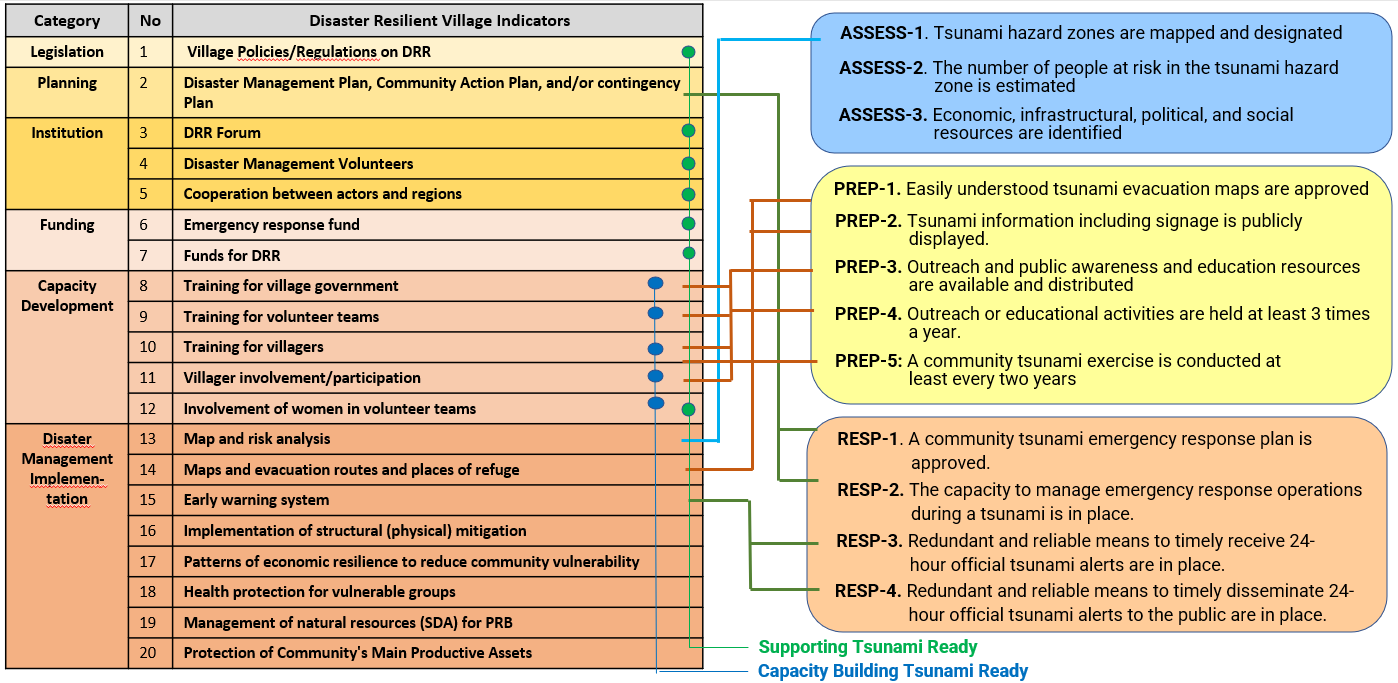 Category No Disaster Resilient Village Indicators
Legislation 1 Village Policies/Regulations on DRR
Planning 2 Disaster Management Plan, Community Action Plan, and/or contingency
Plan
Institution 3 DRR Forum
4 Disaster Management Volunteers
5 Cooperation between actors and regions
Funding 6 Emergency response fund
7 Funds for DRR
Capacity 8 Training for village government
Development 9 Training for volunteer teams
10 Training for villagers
11 Villager involvement/participation
12 Involvement of women in volunteer teams
Disater 13 Map and risk analysis
Management 14 Maps and evacuation routes and places of refuge
Implemen-
tation 15 Early warning system
16 Implementation of structural (physical) mitigation
17 Patterns of economic resilience to reduce community vulnerability
18 Health protection for vulnerable groups
19 Management of natural resources (SDA) for PRB
20 Protection of Community's Main Productive Assets
ASSESS-1. Tsunami hazard zones are mapped and designated
ASSESS-2. The number of people at risk in the tsunami hazard
zone is estimated
ASSESS-3. Economic, infrastructural, political, and social
resources are identified
PREP-1. Easily understood tsunami evacuation maps are approved
PREP-2. Tsunami information including signage is publicly
displayed.
PREP-3. Outreach and public awareness and education resources
are available and distributed
PREP-4. Outreach or educational activities are held at least 3 times
a year.
PREP-5: A community tsunami exercise is conducted at
least every two years
RESP-1. A community tsunami emergency response plan is
approved.
RESP-2. The capacity to manage emergency response operations
during a tsunami is in place.
RESP-3. Redundant and reliable means to timely receive 24-
hour official tsunami alerts are in place.
RESP-4. Redundant and reliable means to timely disseminate 24-
hour official tsunami alerts to the public are in place.
Supporting Tsunami Ready
Capacity Building Tsunami Ready